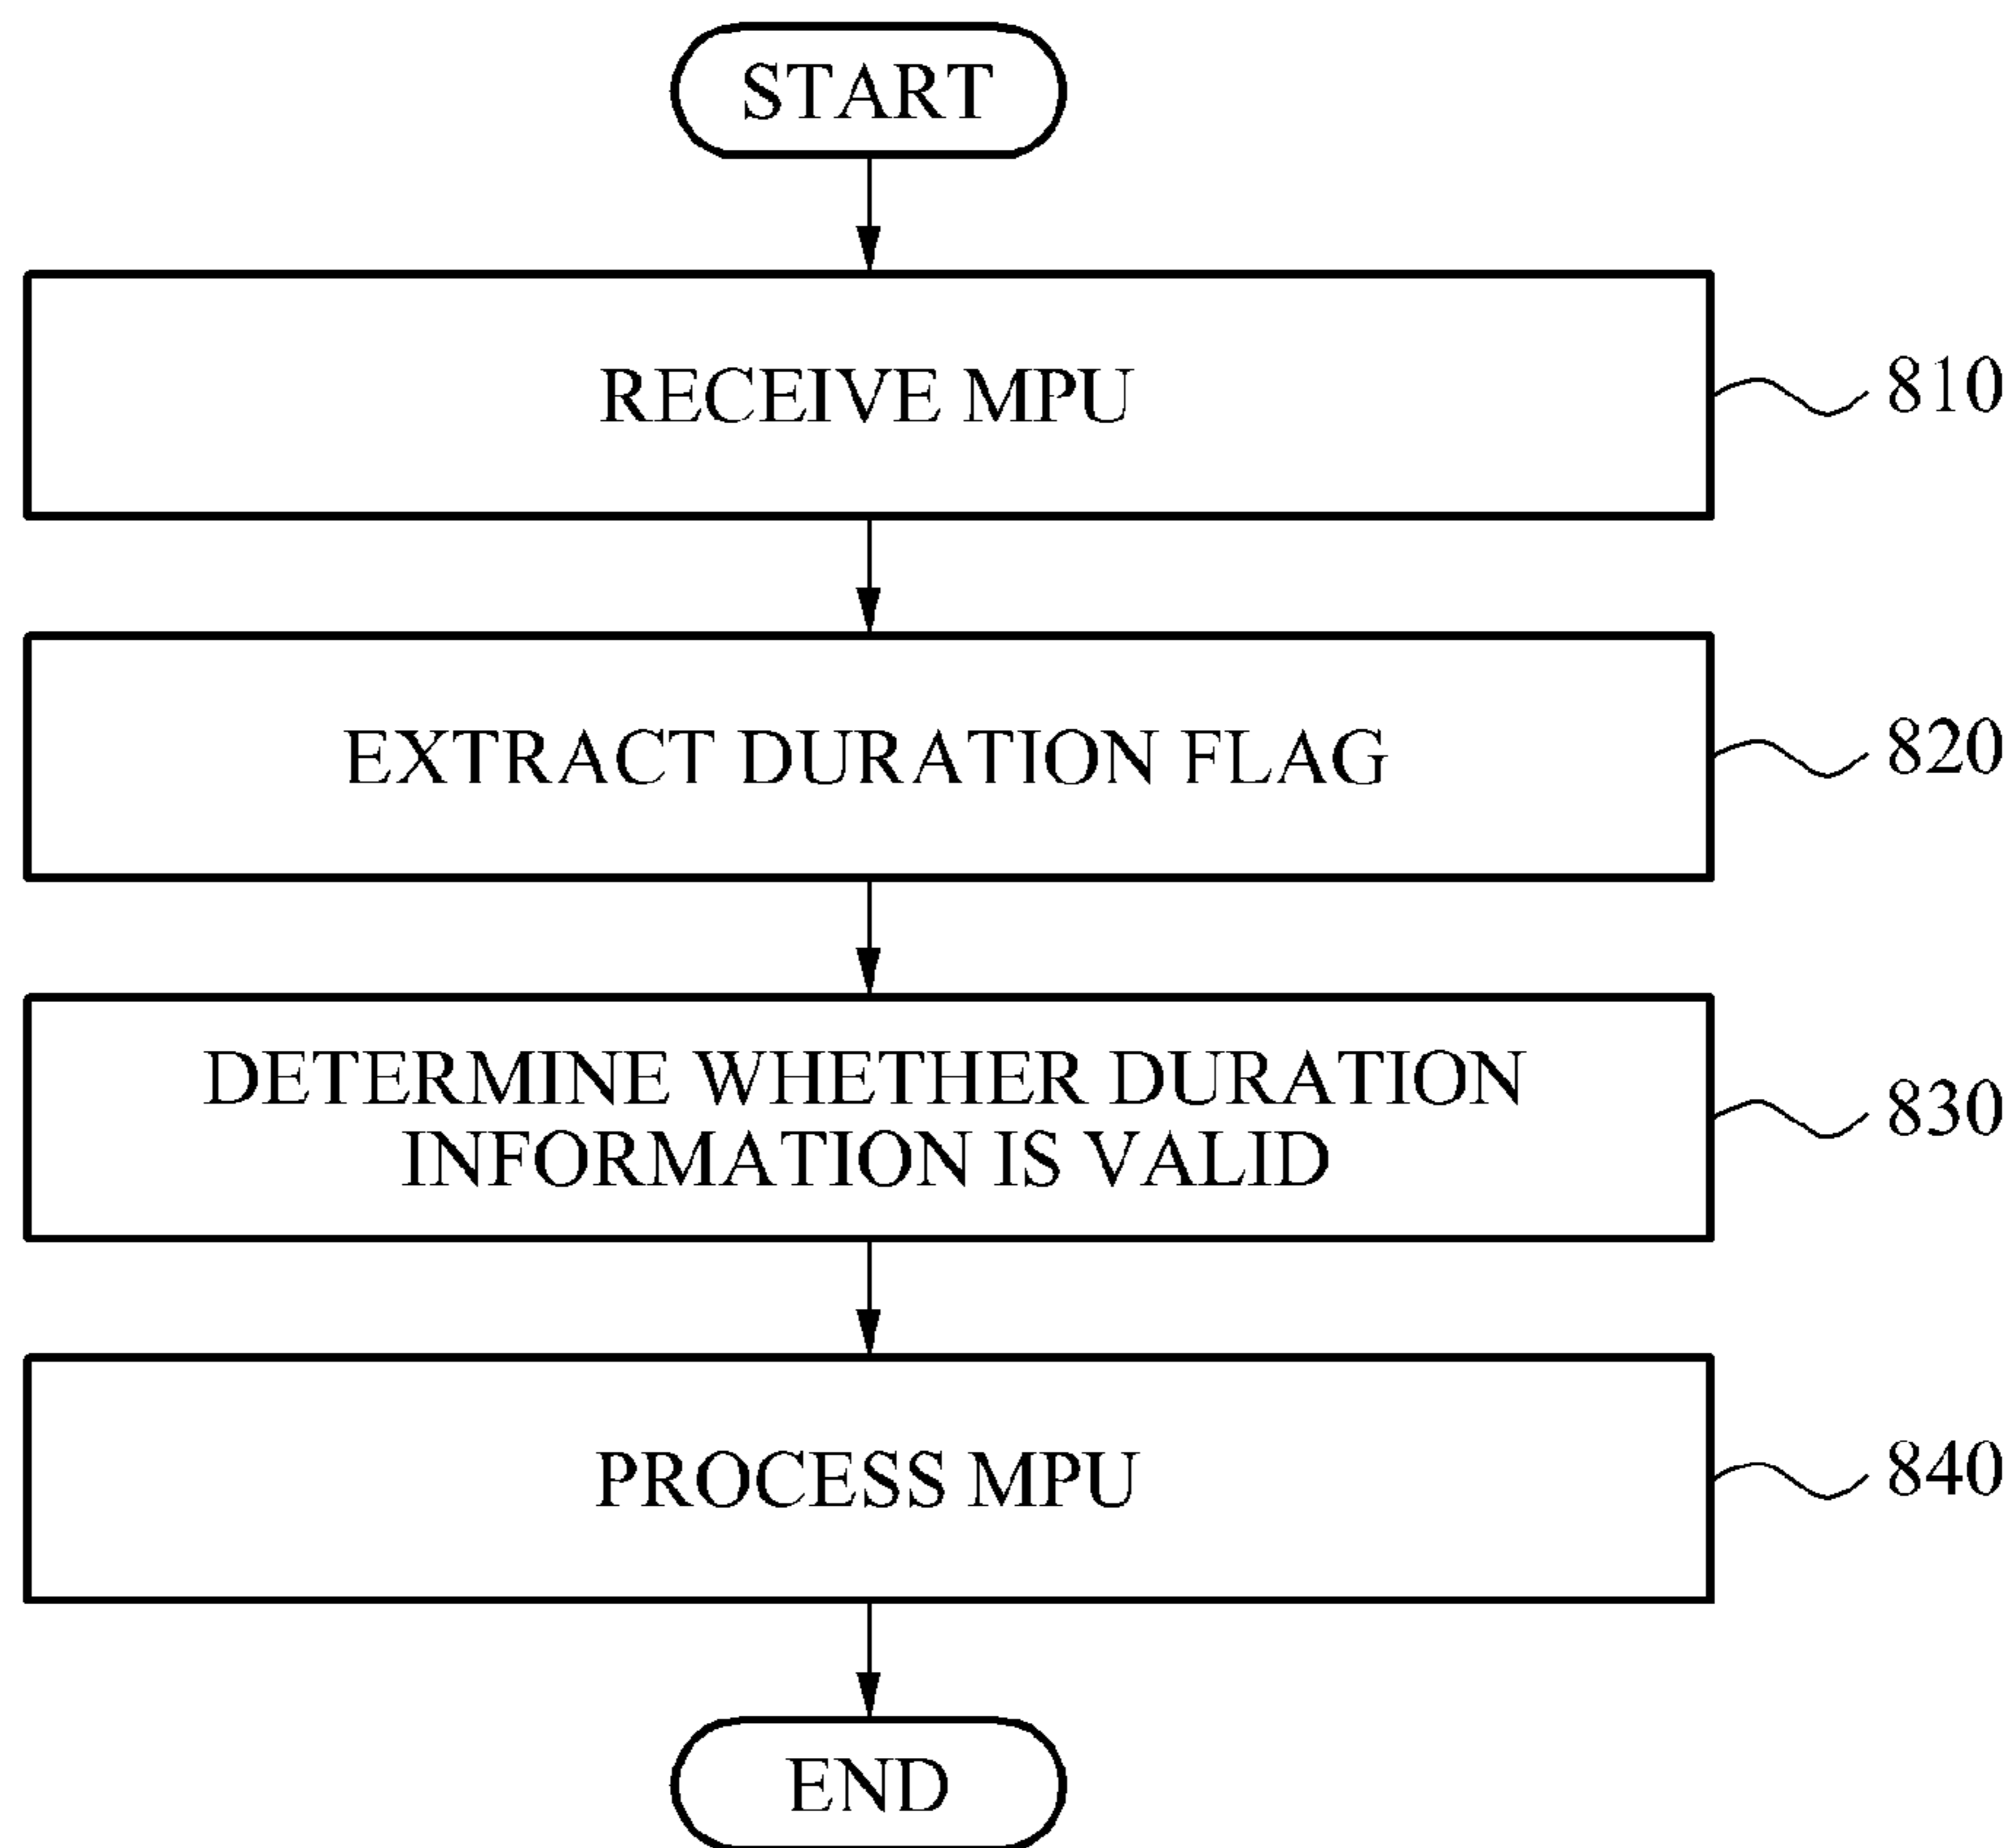 START
RECEIVE MPU
810
EXTRACT DURATION FLAG
820
DETERMINE WHETHER DURATION
INFORMATION IS VALID
830
PROCESS MPU
840
END